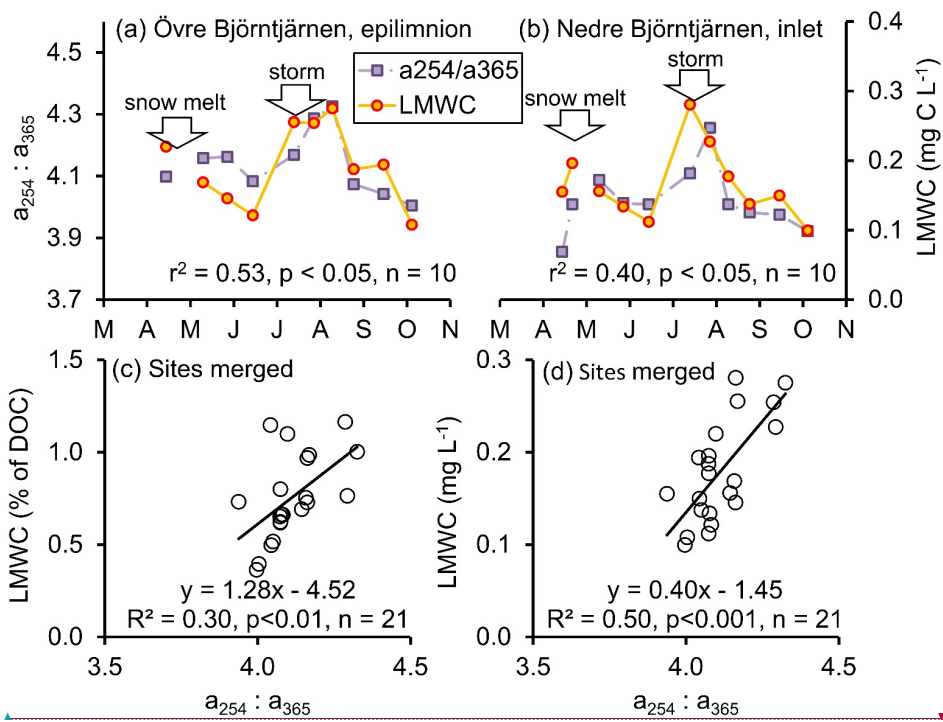 (a) Övre Björntjärnen, epilimnion
(b) Nedre Björntjärnen, inlet
4.5
4.3
4.1
3.9
3.7
a254 : a365
snow melt
storm
a254/a365
LMWC
snow melt
storm
0.4
0.3
0.2
0.1
0.0
LMWC (mg C L-1)
r2 = 0.53, p < 0.05, n = 10
r2 = 0.40, p < 0.05, n = 10
M A M J J A S O N
M A M J J A S O N
(c) Sites merged
1.5
1.0
0.5
0.0
LMWC (% of DOC)
y = 1.28x - 4.52
R² = 0.30, p<0.01, n = 21
3.5 4.0 4.5
a254 : a365
(d) Sites merged
0.3
0.2
0.1
0.0
LMWC (mg L-1)
y = 0.40x - 1.45
R² = 0.50, p<0.001, n = 21
3.5 4.0 4.5
a254 : a365